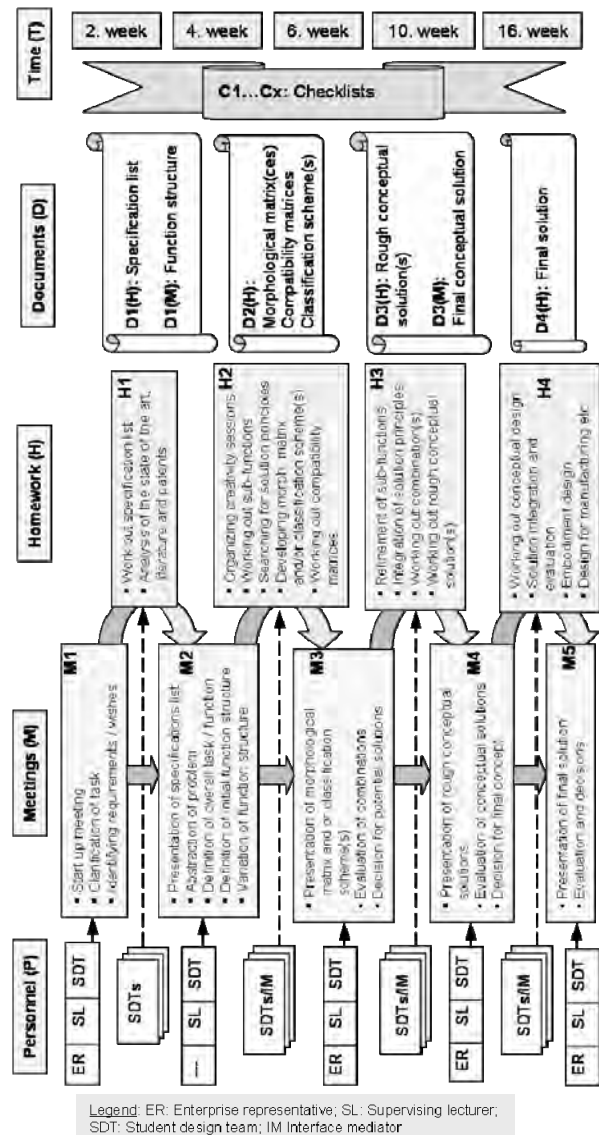 Time (T)
2. week
4. week
6. week
10. week
16. week
C1...Cx: Checklists
Documents (D)
D1(H): Specification list
D1(M): Function structure
D2(H):
Morphological matrix(ces)
Compatibility matrices
Classification scheme(s)
D3(H): Rough conceptual
solution(s)
D3(M):
Final conceptual solution
D4(H): Final solution
Homework (H)
H1
• Work out specification list
• Analysis of the state of the art,
literature and patents
H2
• Organizing creativity sessions
• Working out sub-functions
• Searching for solution principles
• Developing morph. matrix
and/or classification scheme(s)
• Working out compatibility
matrices
H3
• Refinement of sub-functions
• Integration of solution principles
• Working out combination(s)
• Working out rough conceptual
solution(s)
H4
• Working out conceptual design
• Solution integration and
evaluation
• Embodiment design
• Design for manufacturing etc.
Meetings (M)
M1
• Start up meeting
• Clarification of task
• Identifying requirements / wishes
M2
• Presentation of specifications list
• Abstraction of problem
• Definition of overall task / function
• Definition of initial function structure
• Variation of function structure
M3
• Presentation of morphological
matrix and or classification
scheme(s)
• Evaluation of combinations
• Decision for potential solutions
M4
• Presentation of rough conceptual
solutions
• Evaluation of conceptual solutions
• Decision for final concept
M5
• Presentation of final solution
• Evaluation and decisions
Personnel (P)
ER SL SDT
SDTs
--- SL SDT
SDTs/IM
ER SL SDT
SDTs/IM
ER SL SDT
SDTs/IM
ER SL SDT
Legend: ER: Enterprise representative; SL: Supervising lecturer;
SDT: Student design team; IM Interface mediator